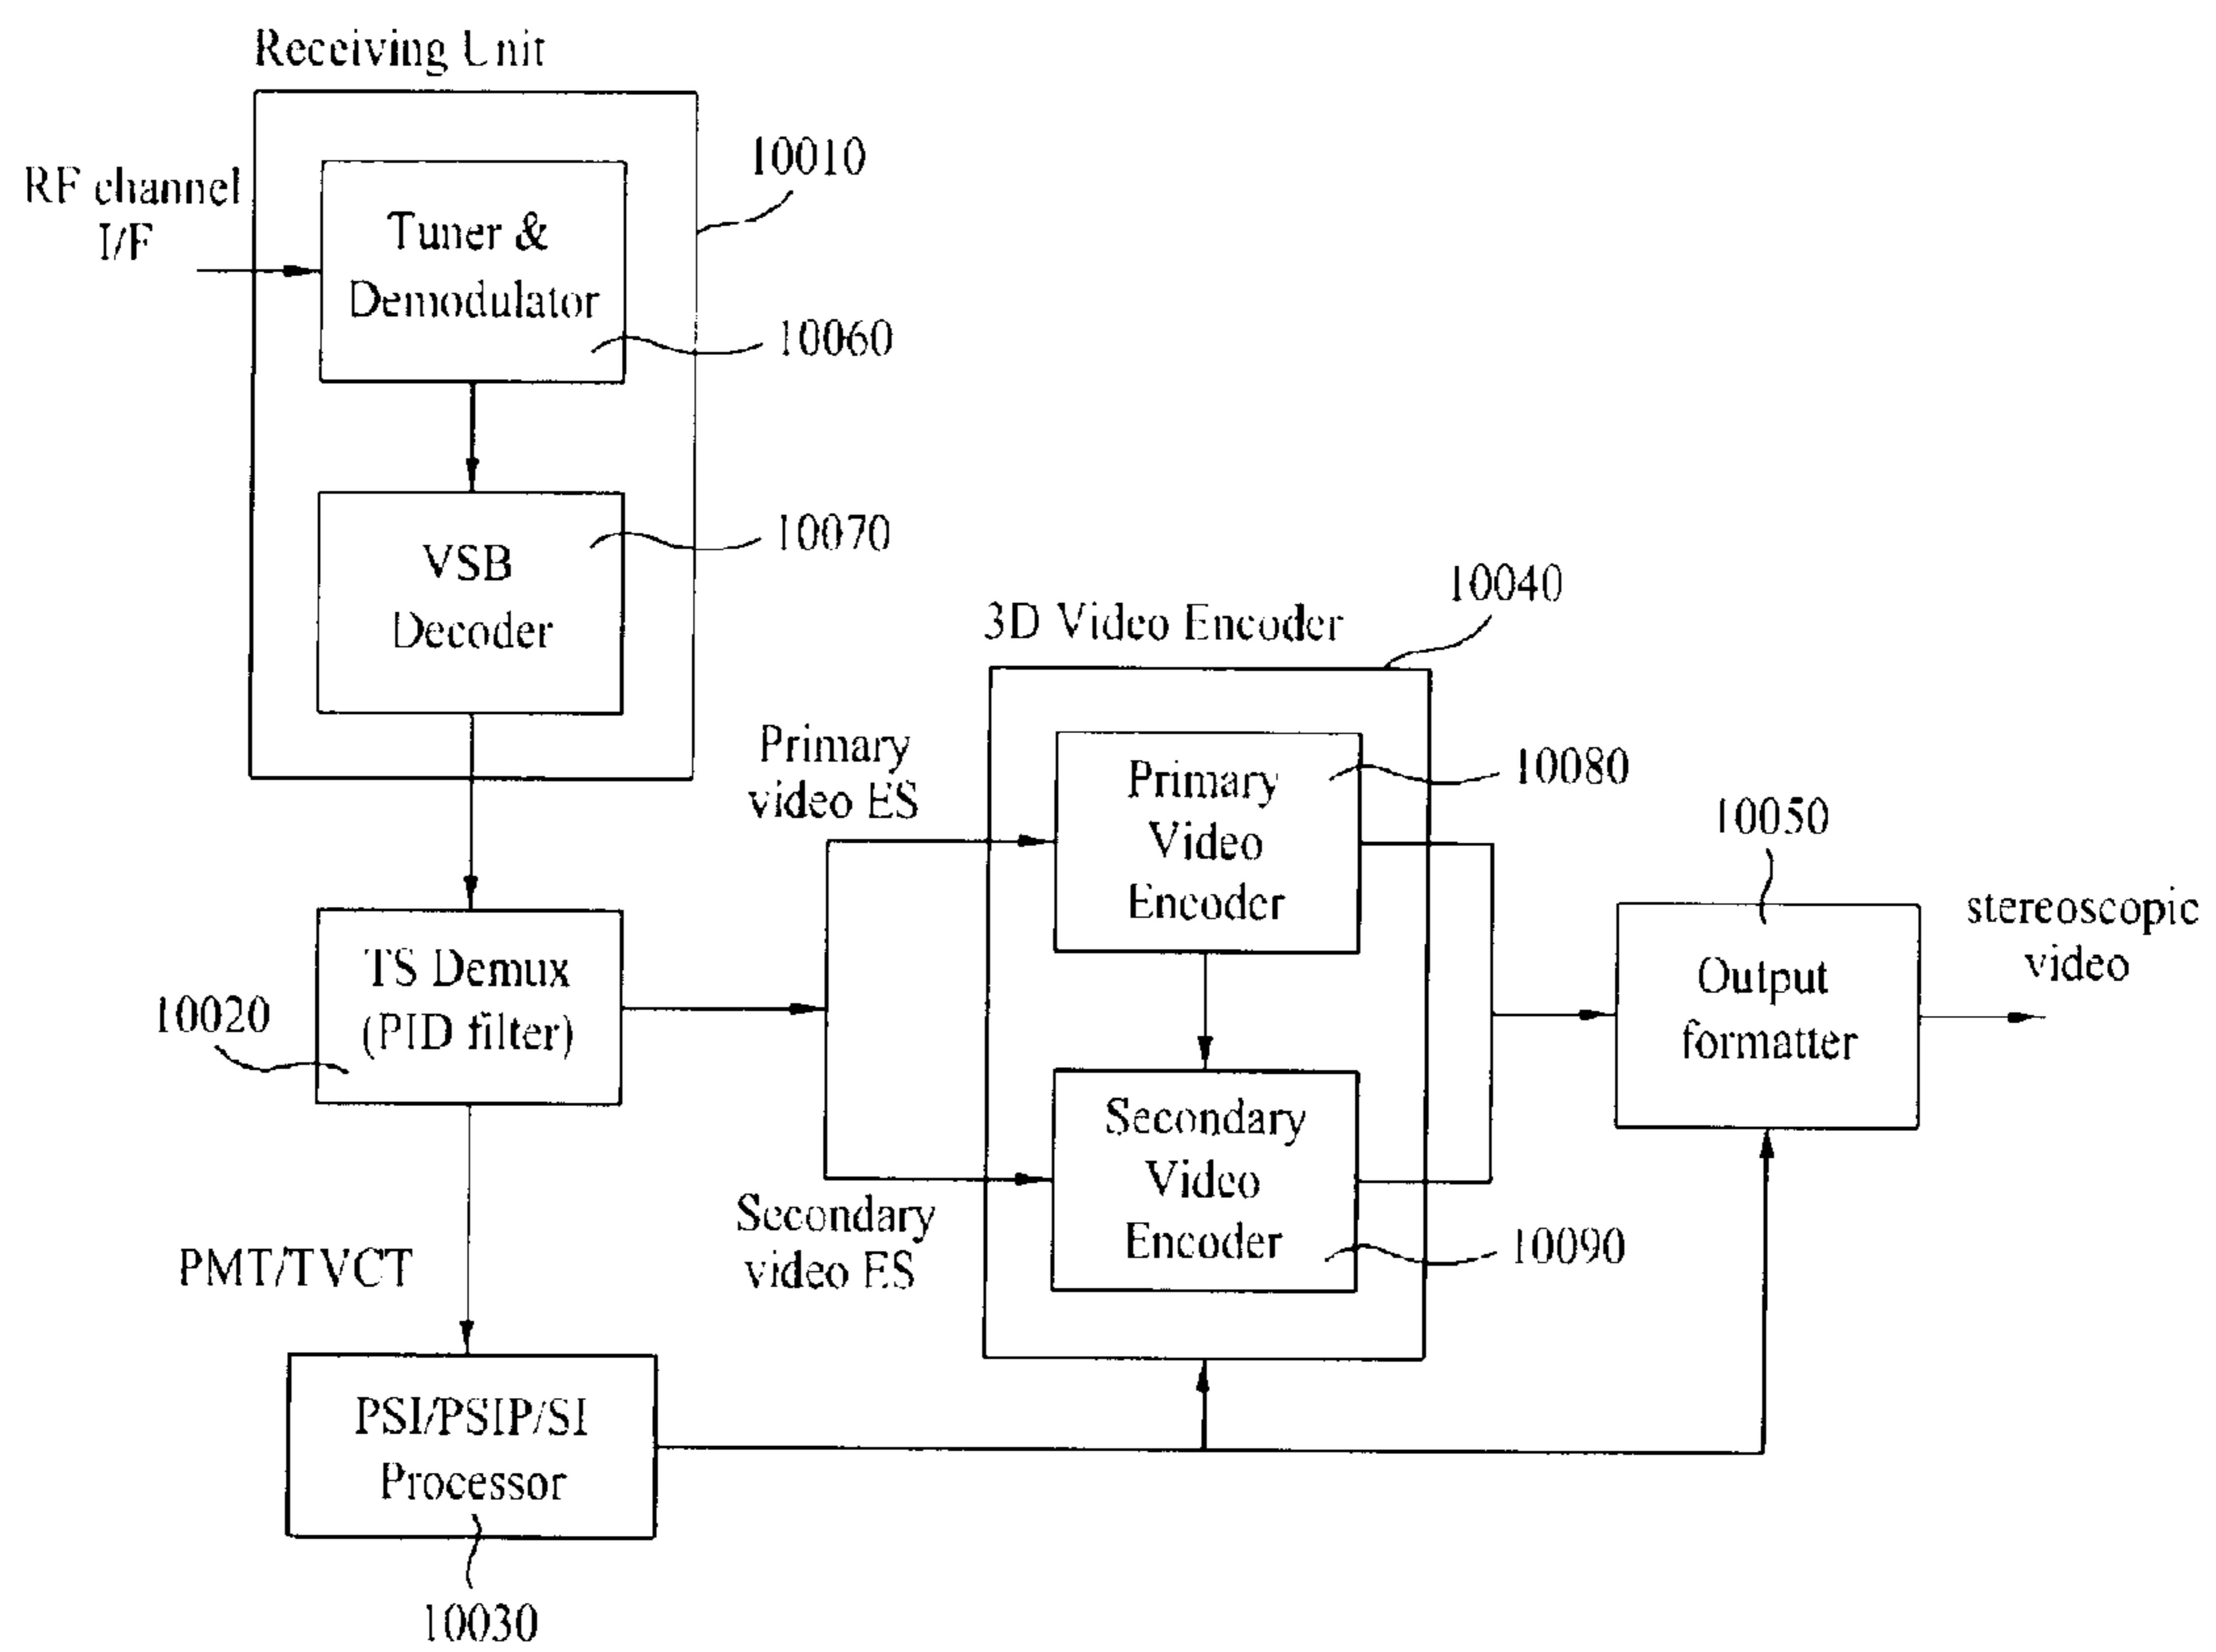 Receiving Unit
RF channel
I/F
10010
Tuner &
Demodulator
10060
VSB
Decoder
10070
3D Video Encoder
10040
Primary
video ES
Primary
Video
Encoder
10080
10050
TS Demux
(PID filter)
10020
Output
formatter
stereoscopic
video
Secondary
video ES
Secondary
Video
Encoder
10090
PMT/TVCT
PSI/PSIP/SI
Processor
10030